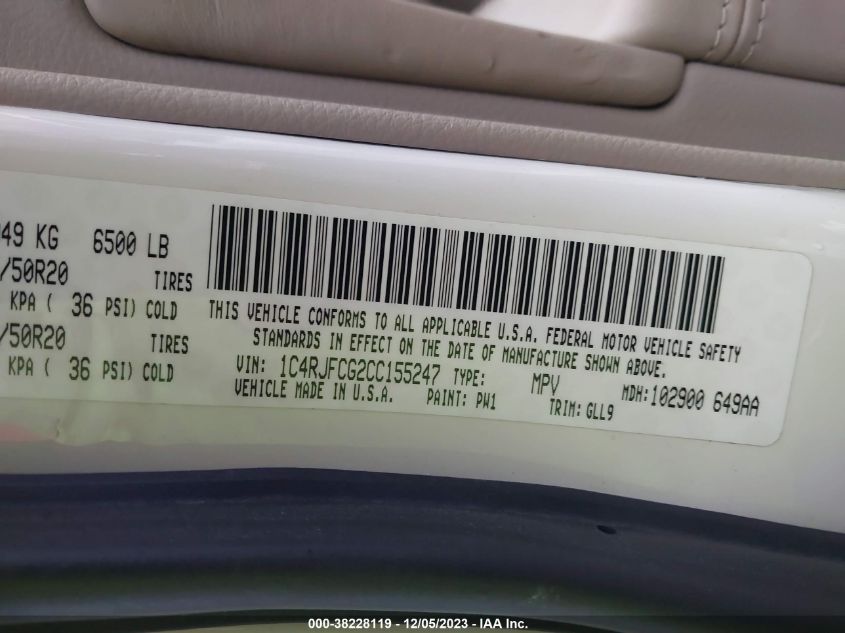 049 KG 6500 LB
/50R20 TIRES
KPA ( 36 PSI) COLD
/50R20 TIRES
KPA ( 36 PSI) COLD
THIS VEHICLE CONFORMS TO ALL APPLICABLE U.S.A. FEDERAL MOTOR VEHICLE SAFETY
STANDARDS IN EFFECT ON THE DATE OF MANUFACTURE SHOWN ABOVE.
VIN: 1C4RJFCG2CC155247 TYPE: MPV MDH:102900 649AA
VEHICLE MADE IN U.S.A. PAINT: PW1 TRIM: GLL9
000-38228119 - 12/05/2023 - IAA Inc.